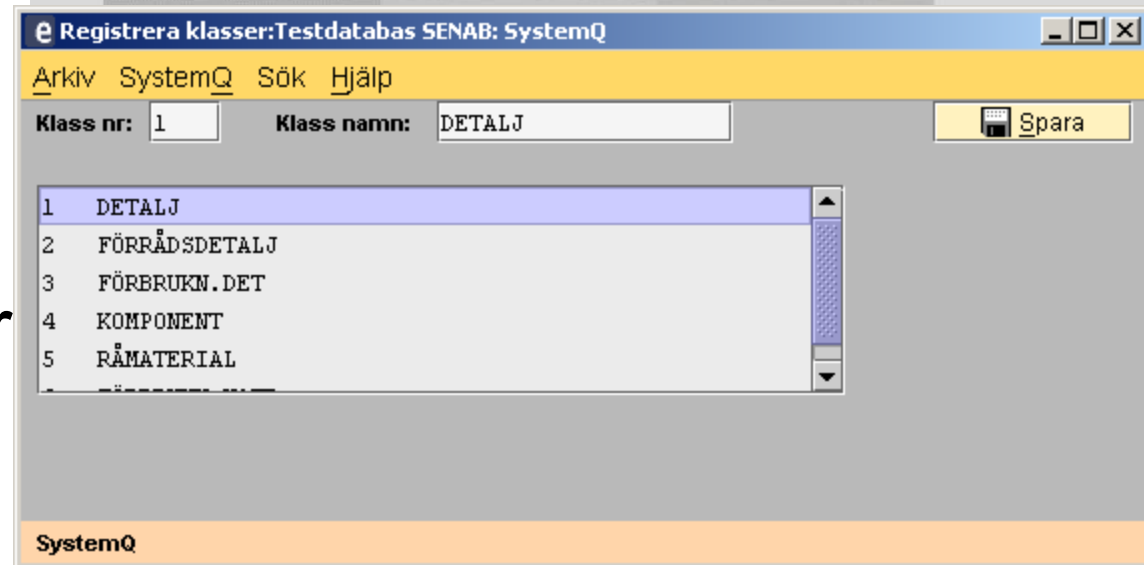 e Registrera klasser:Testdatabas SENAB: SystemQ
Arkiv SystemQ Sök Hjälp
Klass nr: 1 Klass namn: DETALJ Spara
1 DETALJ
2 FÖRRÅDSDETALJ
3 FÖRBRUKN.DET
4 KOMPONENT
5 RÅMATERIAL
SystemQ